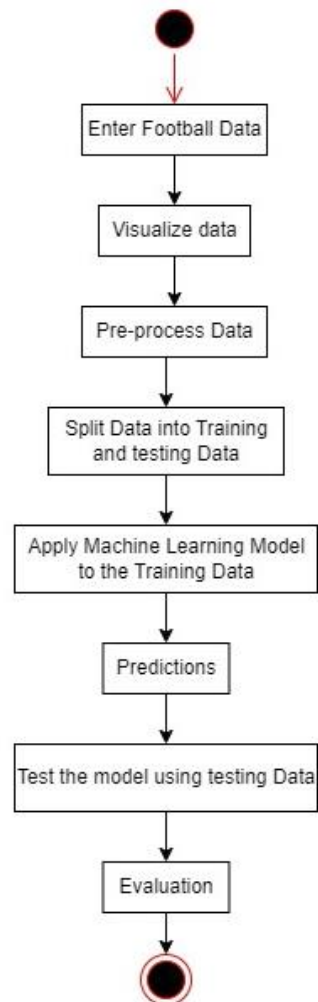 Enter Football Data
Visualize data
Pre-process Data
Split Data into Training
and testing Data
Apply Machine Learning Model
to the Training Data
Predictions
Test the model using testing Data
Evaluation